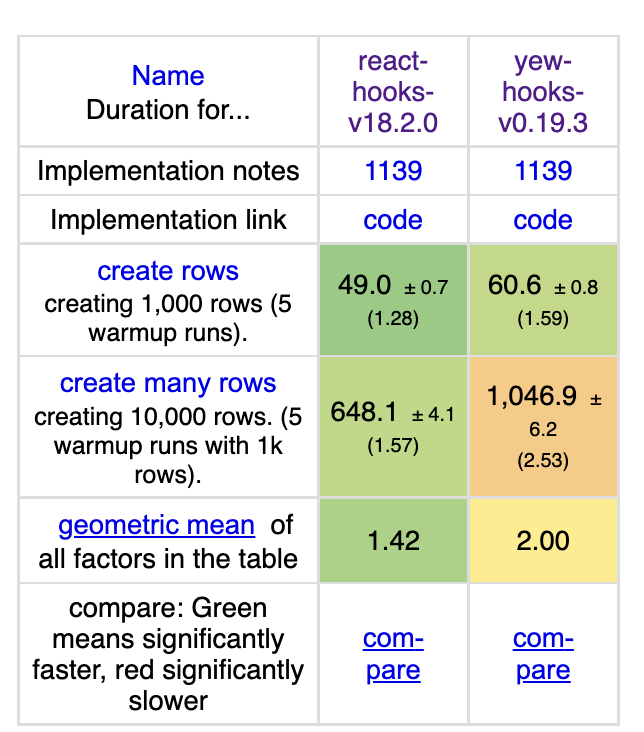 Name
Duration for...
react-
hooks-
v18.2.0
yew-
hooks-
v0.19.3
Implementation notes
1139
1139
Implementation link
code
code
create rows
creating 1,000 rows (5
warmup runs).
49.0 ± 0.7
(1.28)
60.6 ± 0.8
(1.59)
create many rows
creating 10,000 rows. (5
warmup runs with 1k
rows).
648.1 ± 4.1
(1.57)
1,046.9 ±
6.2
(2.53)
geometric mean of
all factors in the table
1.42
2.00
compare: Green
means significantly
faster, red significantly
slower
com-
pare
com-
pare